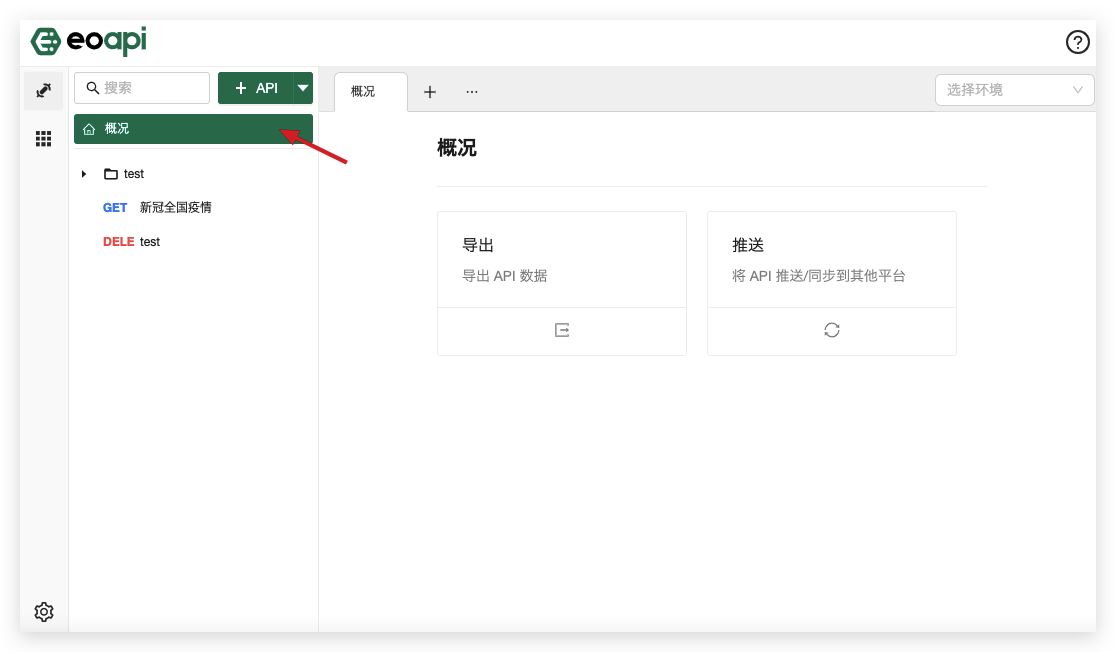 eoapi
搜索
API
概况
...
选择环境
概况
test
GET 新冠全国疫情
DELE test
概况
导出
导出 API 数据
推送
将 API 推送/同步到其他平台